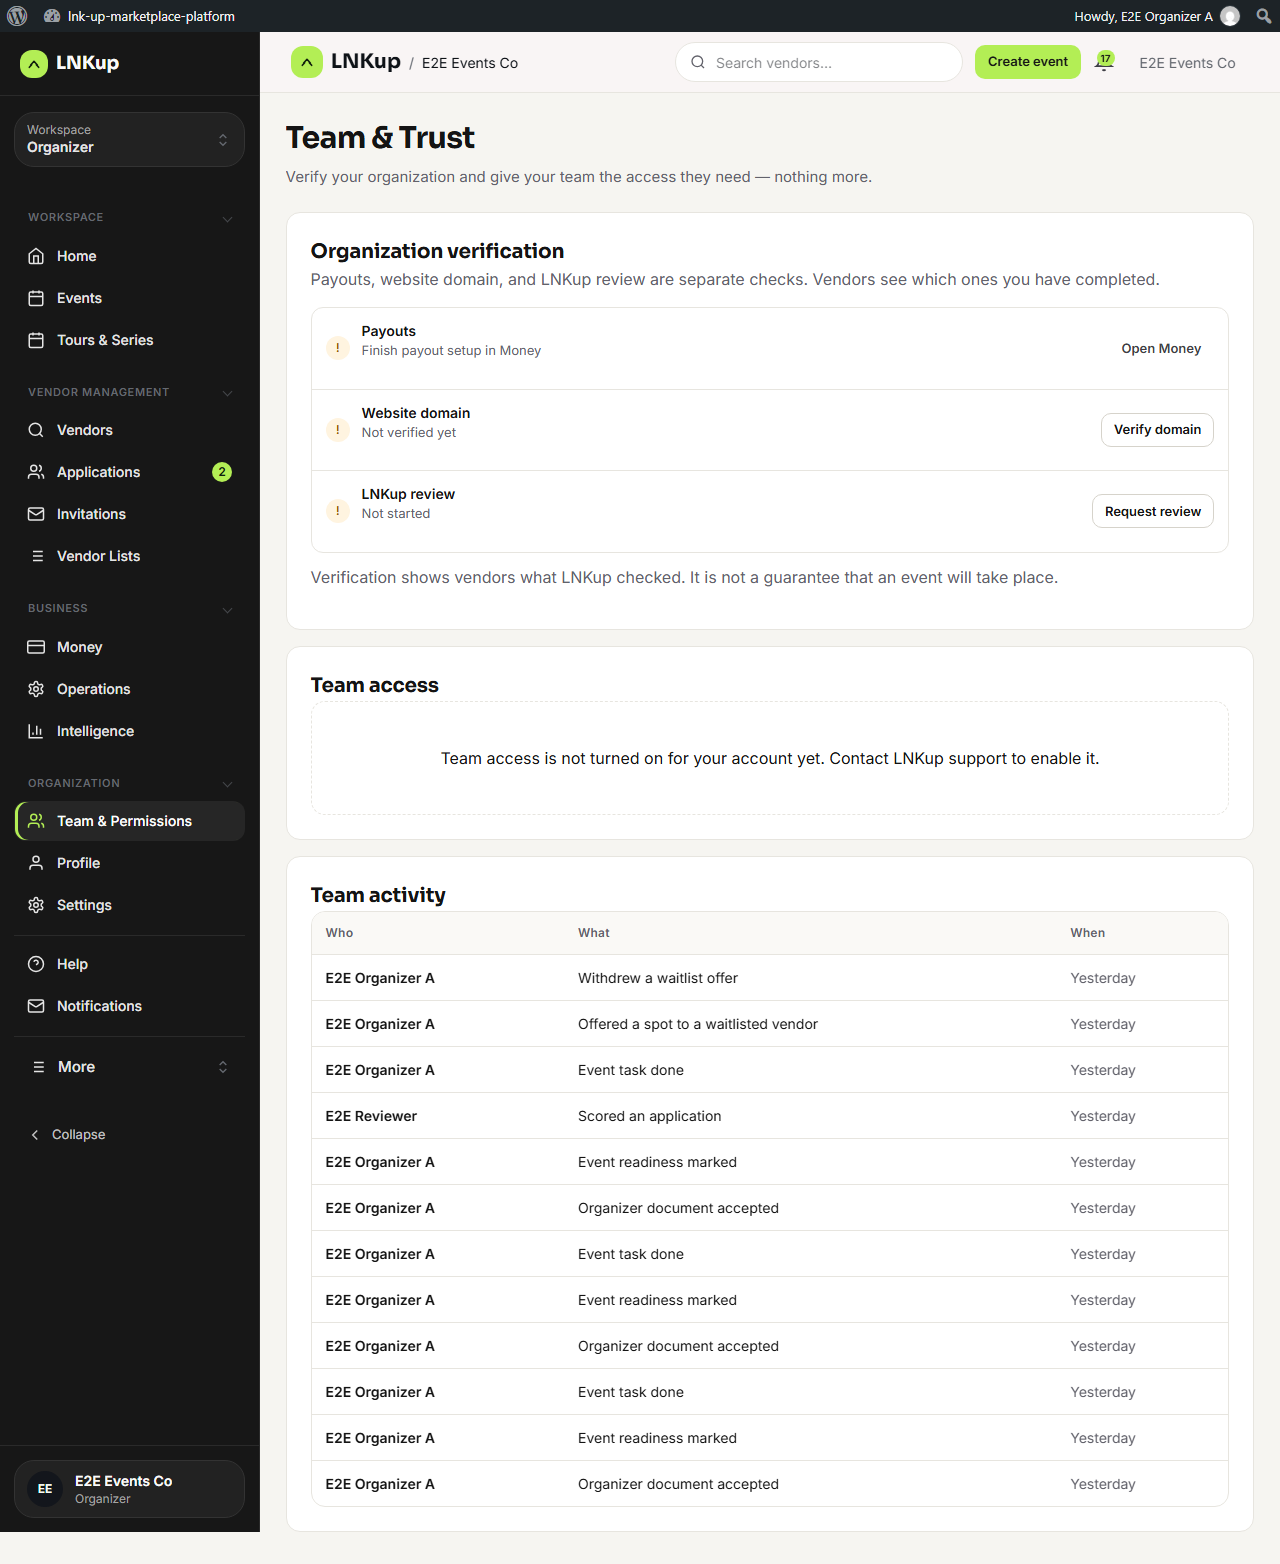 lnk-up-marketplace-platform
Howdy, E2E Organizer A
LNKup
LNKup / E2E Events Co
Search vendors...
Create event
17
E2E Events Co
Workspace
Organizer
WORKSPACE
Home
Events
Tours & Series
VENDOR MANAGEMENT
Vendors
Applications
2
Invitations
Vendor Lists
BUSINESS
Money
Operations
Intelligence
ORGANIZATION
Team & Permissions
Profile
Settings
Help
Notifications
More
Collapse
EE
E2E Events Co
Organizer
Team & Trust
Verify your organization and give your team the access they need — nothing more.
Organization verification
Payouts, website domain, and LNKup review are separate checks. Vendors see which ones you have completed.
!
Payouts
Finish payout setup in Money
Open Money
!
Website domain
Not verified yet
Verify domain
!
LNKup review
Not started
Request review
Verification shows vendors what LNKup checked. It is not a guarantee that an event will take place.
Team access
Team access is not turned on for your account yet. Contact LNKup support to enable it.
Team activity
Who What When
E2E Organizer A Withdrew a waitlist offer Yesterday
E2E Organizer A Offered a spot to a waitlisted vendor Yesterday
E2E Organizer A Event task done Yesterday
E2E Reviewer Scored an application Yesterday
E2E Organizer A Event readiness marked Yesterday
E2E Organizer A Organizer document accepted Yesterday
E2E Organizer A Event task done Yesterday
E2E Organizer A Event readiness marked Yesterday
E2E Organizer A Organizer document accepted Yesterday
E2E Organizer A Event task done Yesterday
E2E Organizer A Event readiness marked Yesterday
E2E Organizer A Organizer document accepted Yesterday